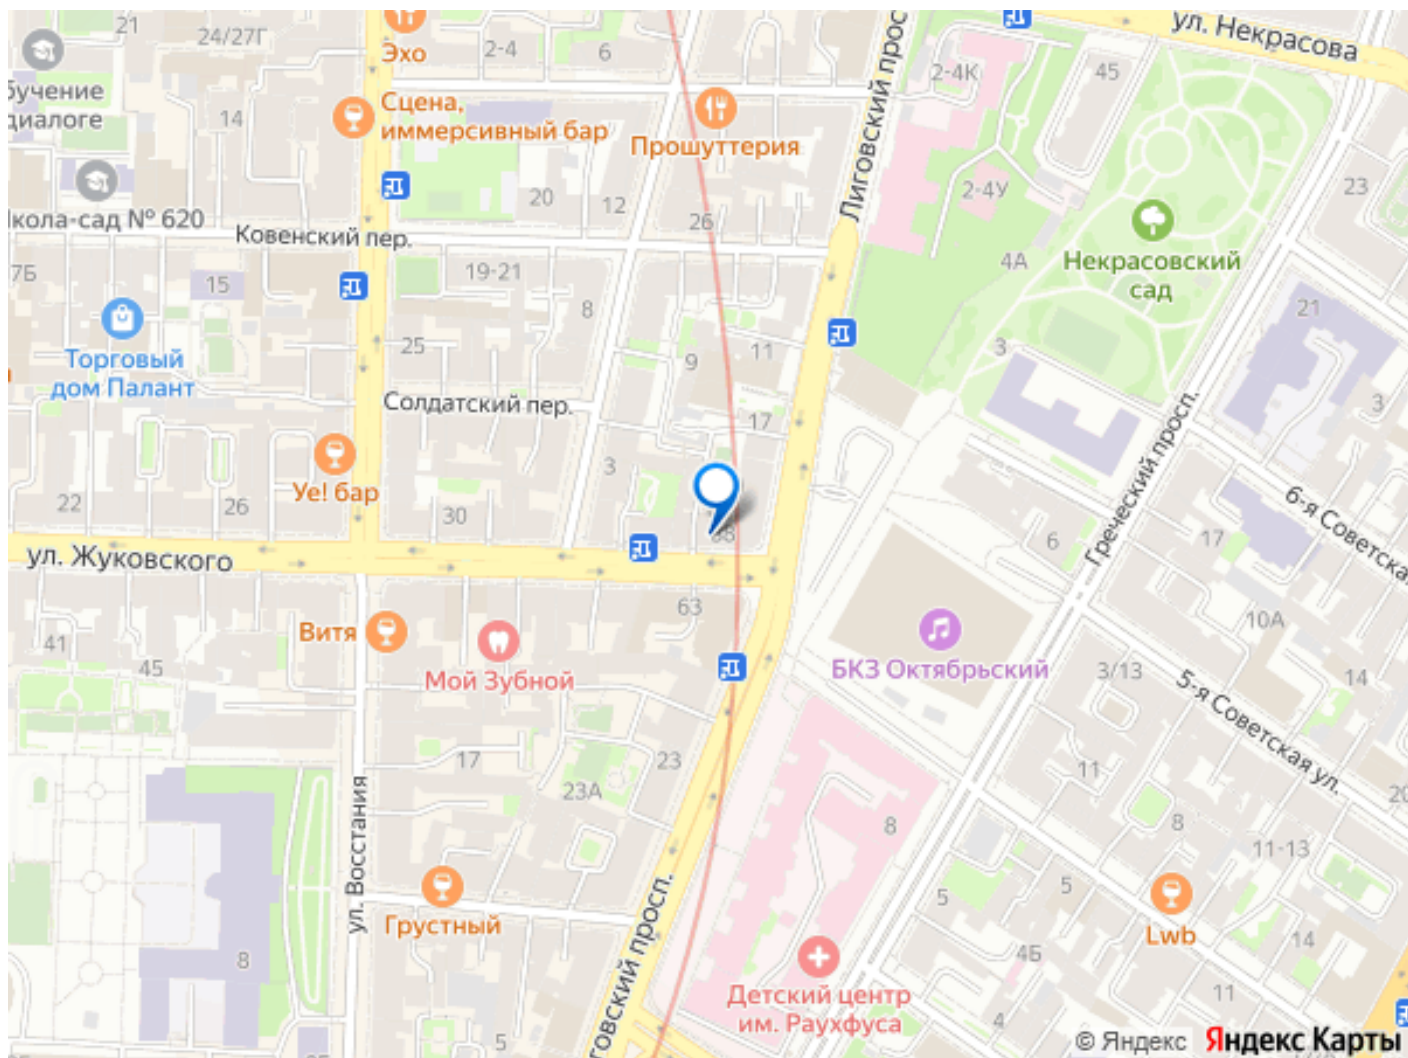 21
24/27Г
2-4
6
Эхо
ул. Некрасова
2-4К
45
Сцена,
иммерсивный бар
14
Прошуттерия
диалоге
Лиговский прос
2-4У
23
20
12
26
кола-сад № 620
Ковенский пер.
7Б
15
19-21
8
4А
Некрасовский
сад
21
Торговый
дом Палант
25
9
11
3
3
Солдатский пер.
17
Греческий просп.
3
Уе! бар
22
26
30
6-я Советская
17
6
ул. Жуковского
63
10А
41
45
Витя
Мой Зубной
БКЗ Октябрьский
3/13
14
5-я Советская ул.
17
23
23А
11
20
8
8
11-13
ул. Восстания
5
5
Грустный
Lwb
14
8
4Б
говский просп.
Детский центр
им. Раухфуса
11
4
5
© Яндекс Яндекс Карты